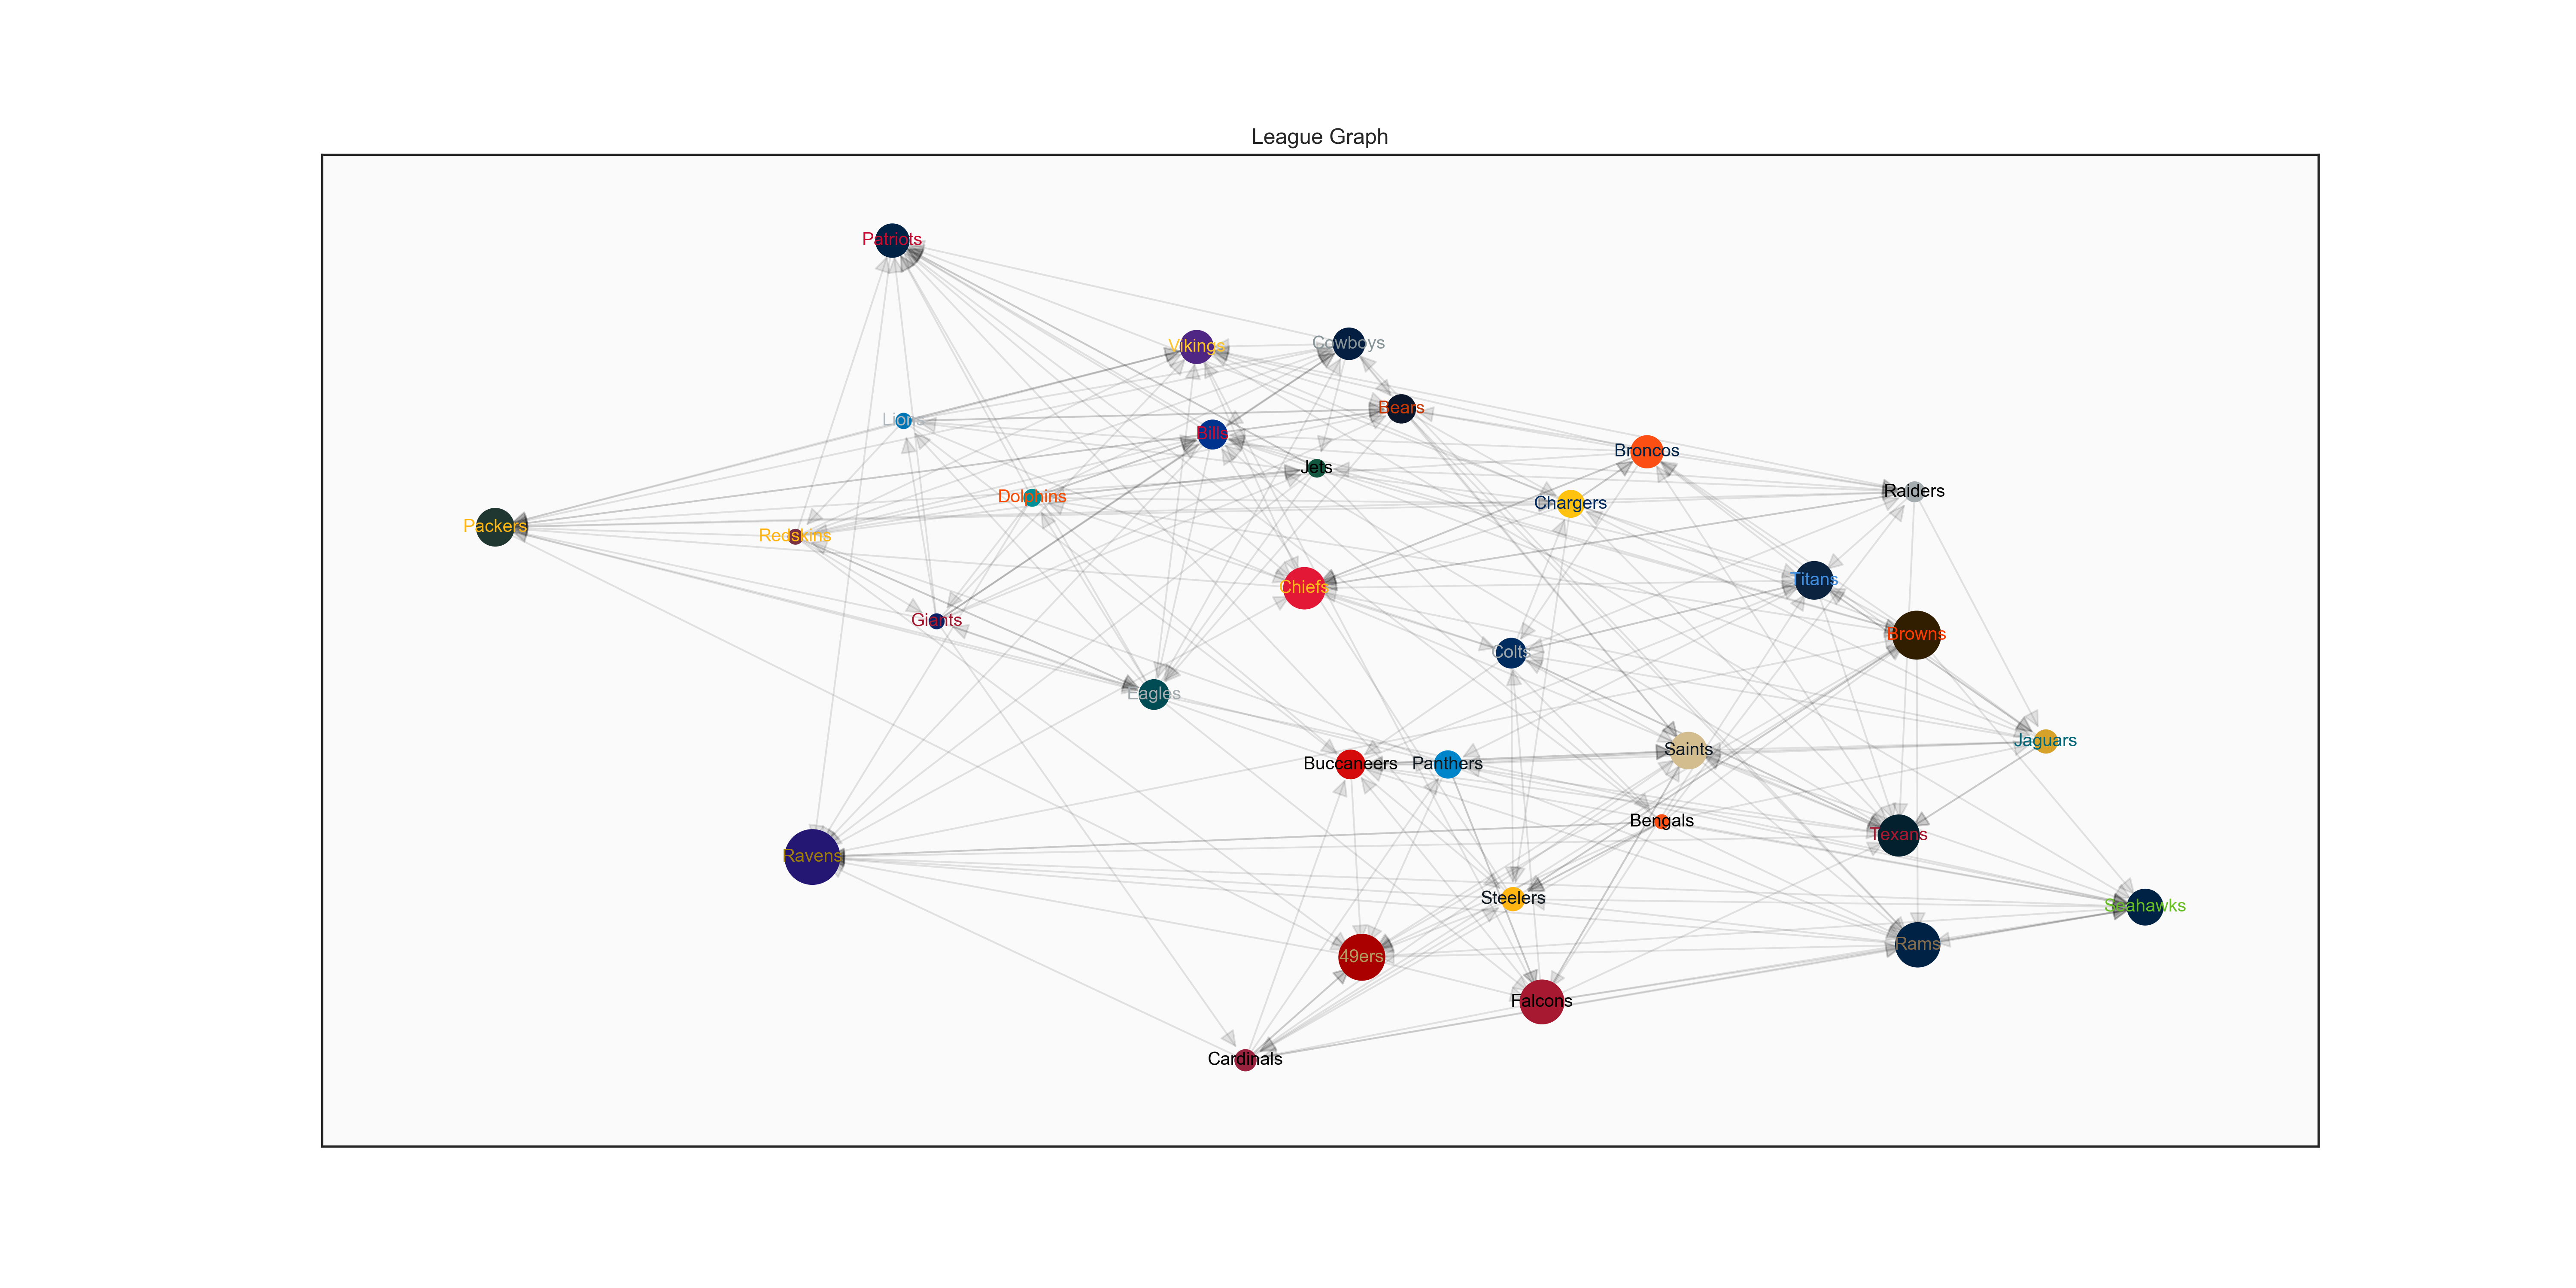 League Graph
Patriots
Vikings
Cowboys
Bears
Lions
Bills
Broncos
Jets
Raiders
Dolphins
Chargers
Packers
Redskins
Titans
Chiefs
Giants
Browns
Colts
Eagles
Jaguars
Saints
Buccaneers
Panthers
Bengals
Texans
Ravens
Steelers
Seahawks
Rams
49ers
Falcons
Cardinals